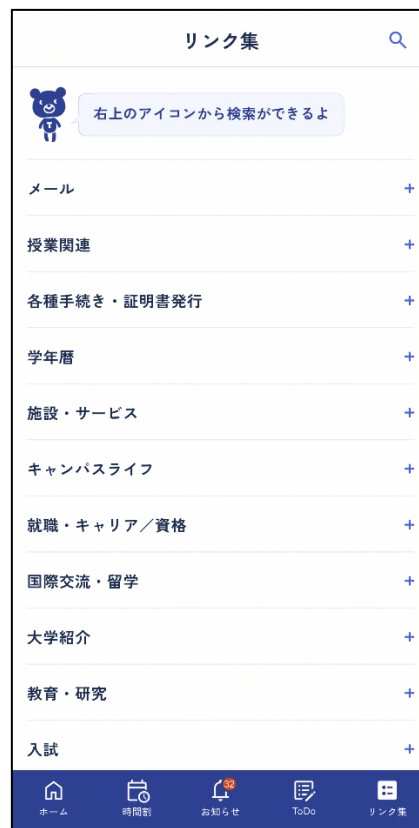 リンク集
右上のアイコンから検索ができるよ
T
メール
授業関連
各種手続き・証明書発行
学年暦
施設・サービス
キャンパスライフ
就職・キャリア／資格
国際交流・留学
大学紹介
教育・研究
入試
32
ホーム 時間割 お知らせ ToDo リンク集